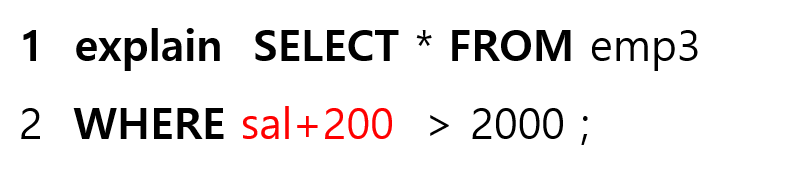 1 explain SELECT * FROM emp3
2 WHERE sal+200 > 2000 ;